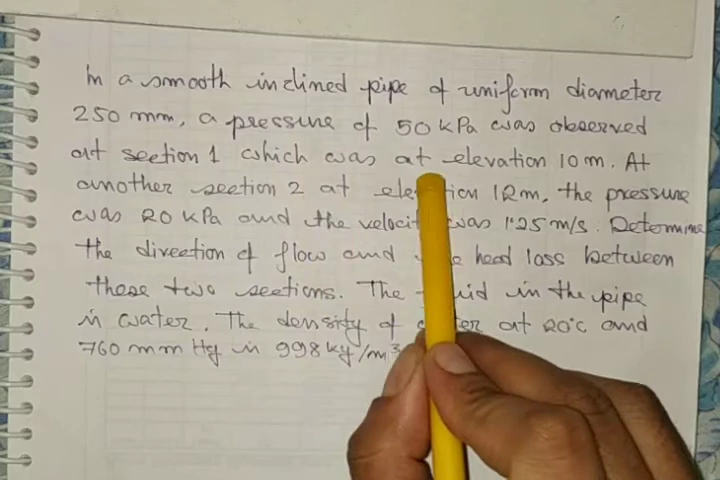 In a smooth inclined pipe of uniform diameter
250 mm, a pressure of 50 kPa was observed
at section 1 which was at elevation 10 m. At
another section 2 at elevation 12 m, the pressure
was 20 kPa and the velocity was 1.25 m/s. Determine
the direction of flow and head loss between
these two sections. The fluid in the pipe
is water. The density of water at 20°C and
760 mm Hg is 998 kg/m³